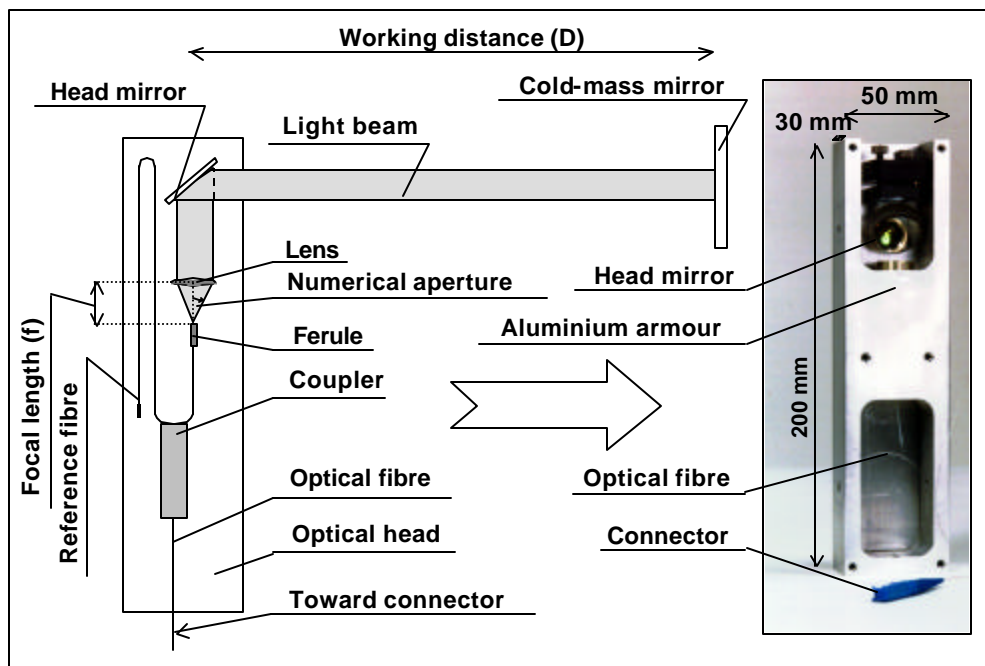 Working distance (D)
Head mirror
Cold-mass mirror
Light beam
50 mm
30 mm
Lens
Numerical aperture
Head mirror
Ferule
Aluminium armour
Coupler
Focal length (f)
Reference fibre
200 mm
Optical fibre
Optical fibre
Optical head
Connector
Toward connector